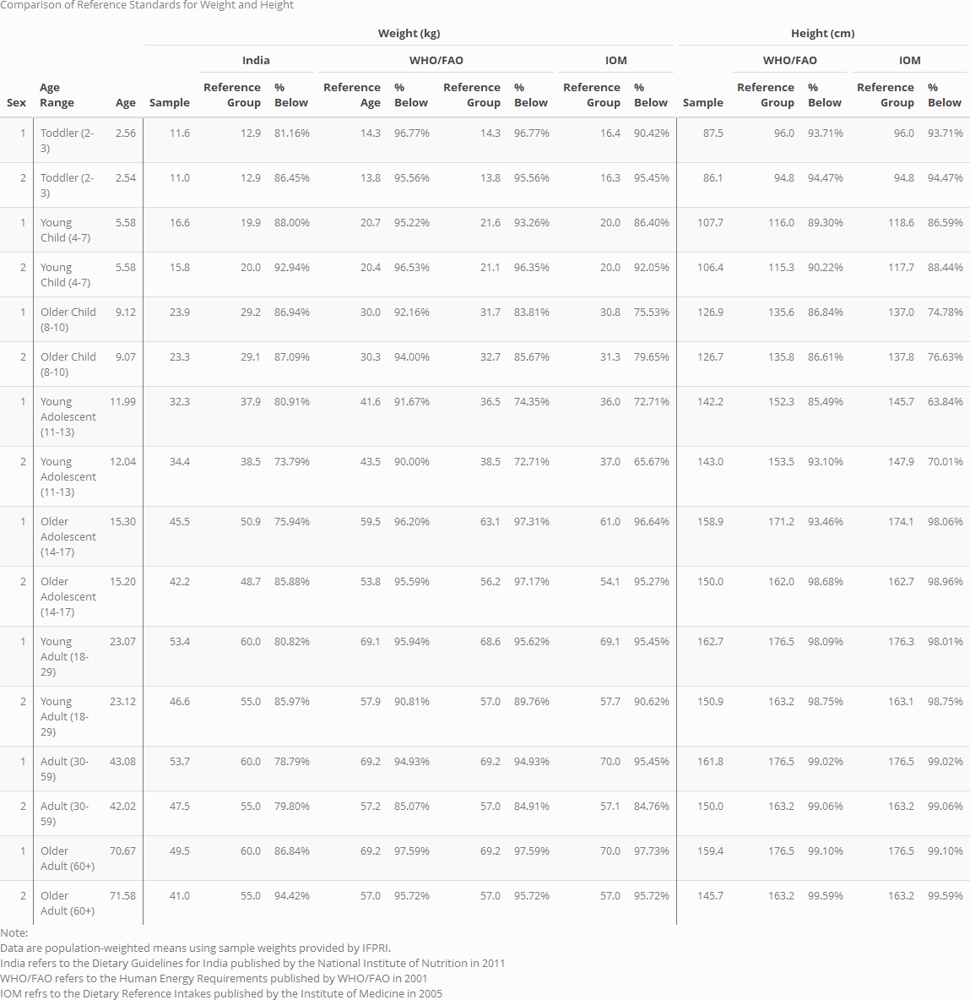 Comparison of Reference Standards for Weight and Height
Weight (kg) Height (cm)
India WHO/FAO IOM WHO/FAO IOM
Sex Age Range Age Sample Reference Group % Below Reference Age % Below Reference Group % Below Reference Group % Below Sample Reference Group % Below Reference Group % Below
1 Toddler (2-3) 2.56 11.6 12.9 81.16% 14.3 96.77% 14.3 96.77% 16.4 90.42% 87.5 96.0 93.71% 96.0 93.71%
2 Toddler (2-3) 2.54 11.0 12.9 86.45% 13.8 95.56% 13.8 95.56% 16.3 95.45% 86.1 94.8 94.47% 94.8 94.47%
1 Young Child (4-7) 5.58 16.6 19.9 88.00% 20.7 95.22% 21.6 93.26% 20.0 86.40% 107.7 116.0 89.30% 118.6 86.59%
2 Young Child (4-7) 5.58 15.8 20.0 92.94% 20.4 96.53% 21.1 96.35% 20.0 92.05% 106.4 115.3 90.22% 117.7 88.44%
1 Older Child (8-10) 9.12 23.9 29.2 86.94% 30.0 92.16% 31.7 83.81% 30.8 75.53% 126.9 135.6 86.84% 137.0 74.78%
2 Older Child (8-10) 9.07 23.3 29.1 87.09% 30.3 94.00% 32.7 85.67% 31.3 79.65% 126.7 135.8 86.61% 137.8 76.63%
1 Young Adolescent (11-13) 11.99 32.3 37.9 80.91% 41.6 91.67% 36.5 74.35% 36.0 72.71% 142.2 152.3 85.49% 145.7 63.84%
2 Young Adolescent (11-13) 12.04 34.4 38.5 73.79% 43.5 90.00% 38.5 72.71% 37.0 65.67% 143.0 153.5 93.10% 147.9 70.01%
1 Older Adolescent (14-17) 15.30 45.5 50.9 75.94% 59.5 96.20% 63.1 97.31% 61.0 96.64% 158.9 171.2 93.46% 174.1 98.06%
2 Older Adolescent (14-17) 15.20 42.2 48.7 85.88% 53.8 95.59% 56.2 97.17% 54.1 95.27% 150.0 162.0 98.68% 162.7 98.96%
1 Young Adult (18-29) 23.07 53.4 60.0 80.82% 69.1 95.94% 68.6 95.62% 69.1 95.45% 162.7 176.5 98.09% 176.3 98.01%
2 Young Adult (18-29) 23.12 46.6 55.0 85.97% 57.9 90.81% 57.0 89.76% 57.7 90.62% 150.9 163.2 98.75% 163.1 98.75%
1 Adult (30-59) 43.08 53.7 60.0 78.79% 69.2 94.93% 69.2 94.93% 70.0 95.45% 161.8 176.5 99.02% 176.5 99.02%
2 Adult (30-59) 42.02 47.5 55.0 79.80% 57.2 85.07% 57.0 84.91% 57.1 84.76% 150.0 163.2 99.06% 163.2 99.06%
1 Older Adult (60+) 70.67 49.5 60.0 86.84% 69.2 97.59% 69.2 97.59% 70.0 97.73% 159.4 176.5 99.10% 176.5 99.10%
2 Older Adult (60+) 71.58 41.0 55.0 94.42% 57.0 95.72% 57.0 95.72% 57.0 95.72% 145.7 163.2 99.59% 163.2 99.59%
Note:
Data are population-weighted means using sample weights provided by IFPRI.
India refers to the Dietary Guidelines for India published by the National Institute of Nutrition in 2011
WHO/FAO refers to the Human Energy Requirements published by WHO/FAO in 2001
IOM refrs to the Dietary Reference Intakes published by the Institute of Medicine in 2005